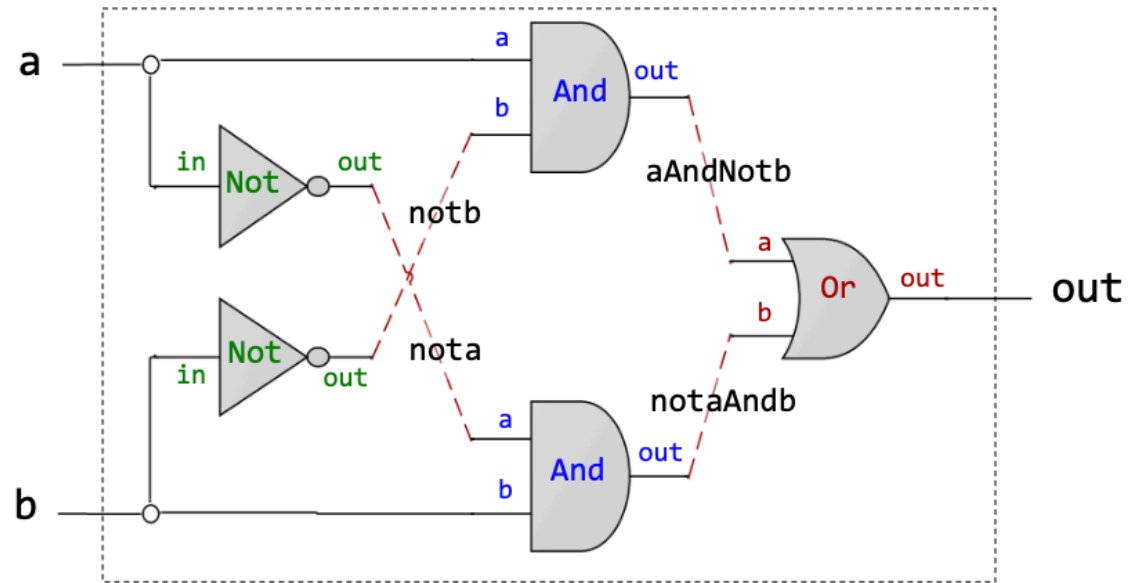 a
a
And
out
b
in
Not
out
aAndNotb
notb
a
Or
out
out
b
Not
nota
in
out
notaAndb
a
And
out
b
b